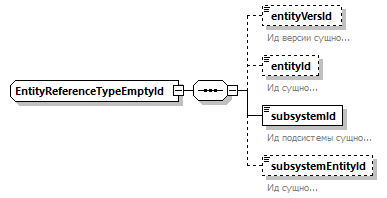 entityVersId
Ид версии сущно...
entityId
Ид сущно...
EntityReferenceTypeEmptyId
subsystemId
Ид подсистемы сущно...
subsystemEntityId
Ид сущно...